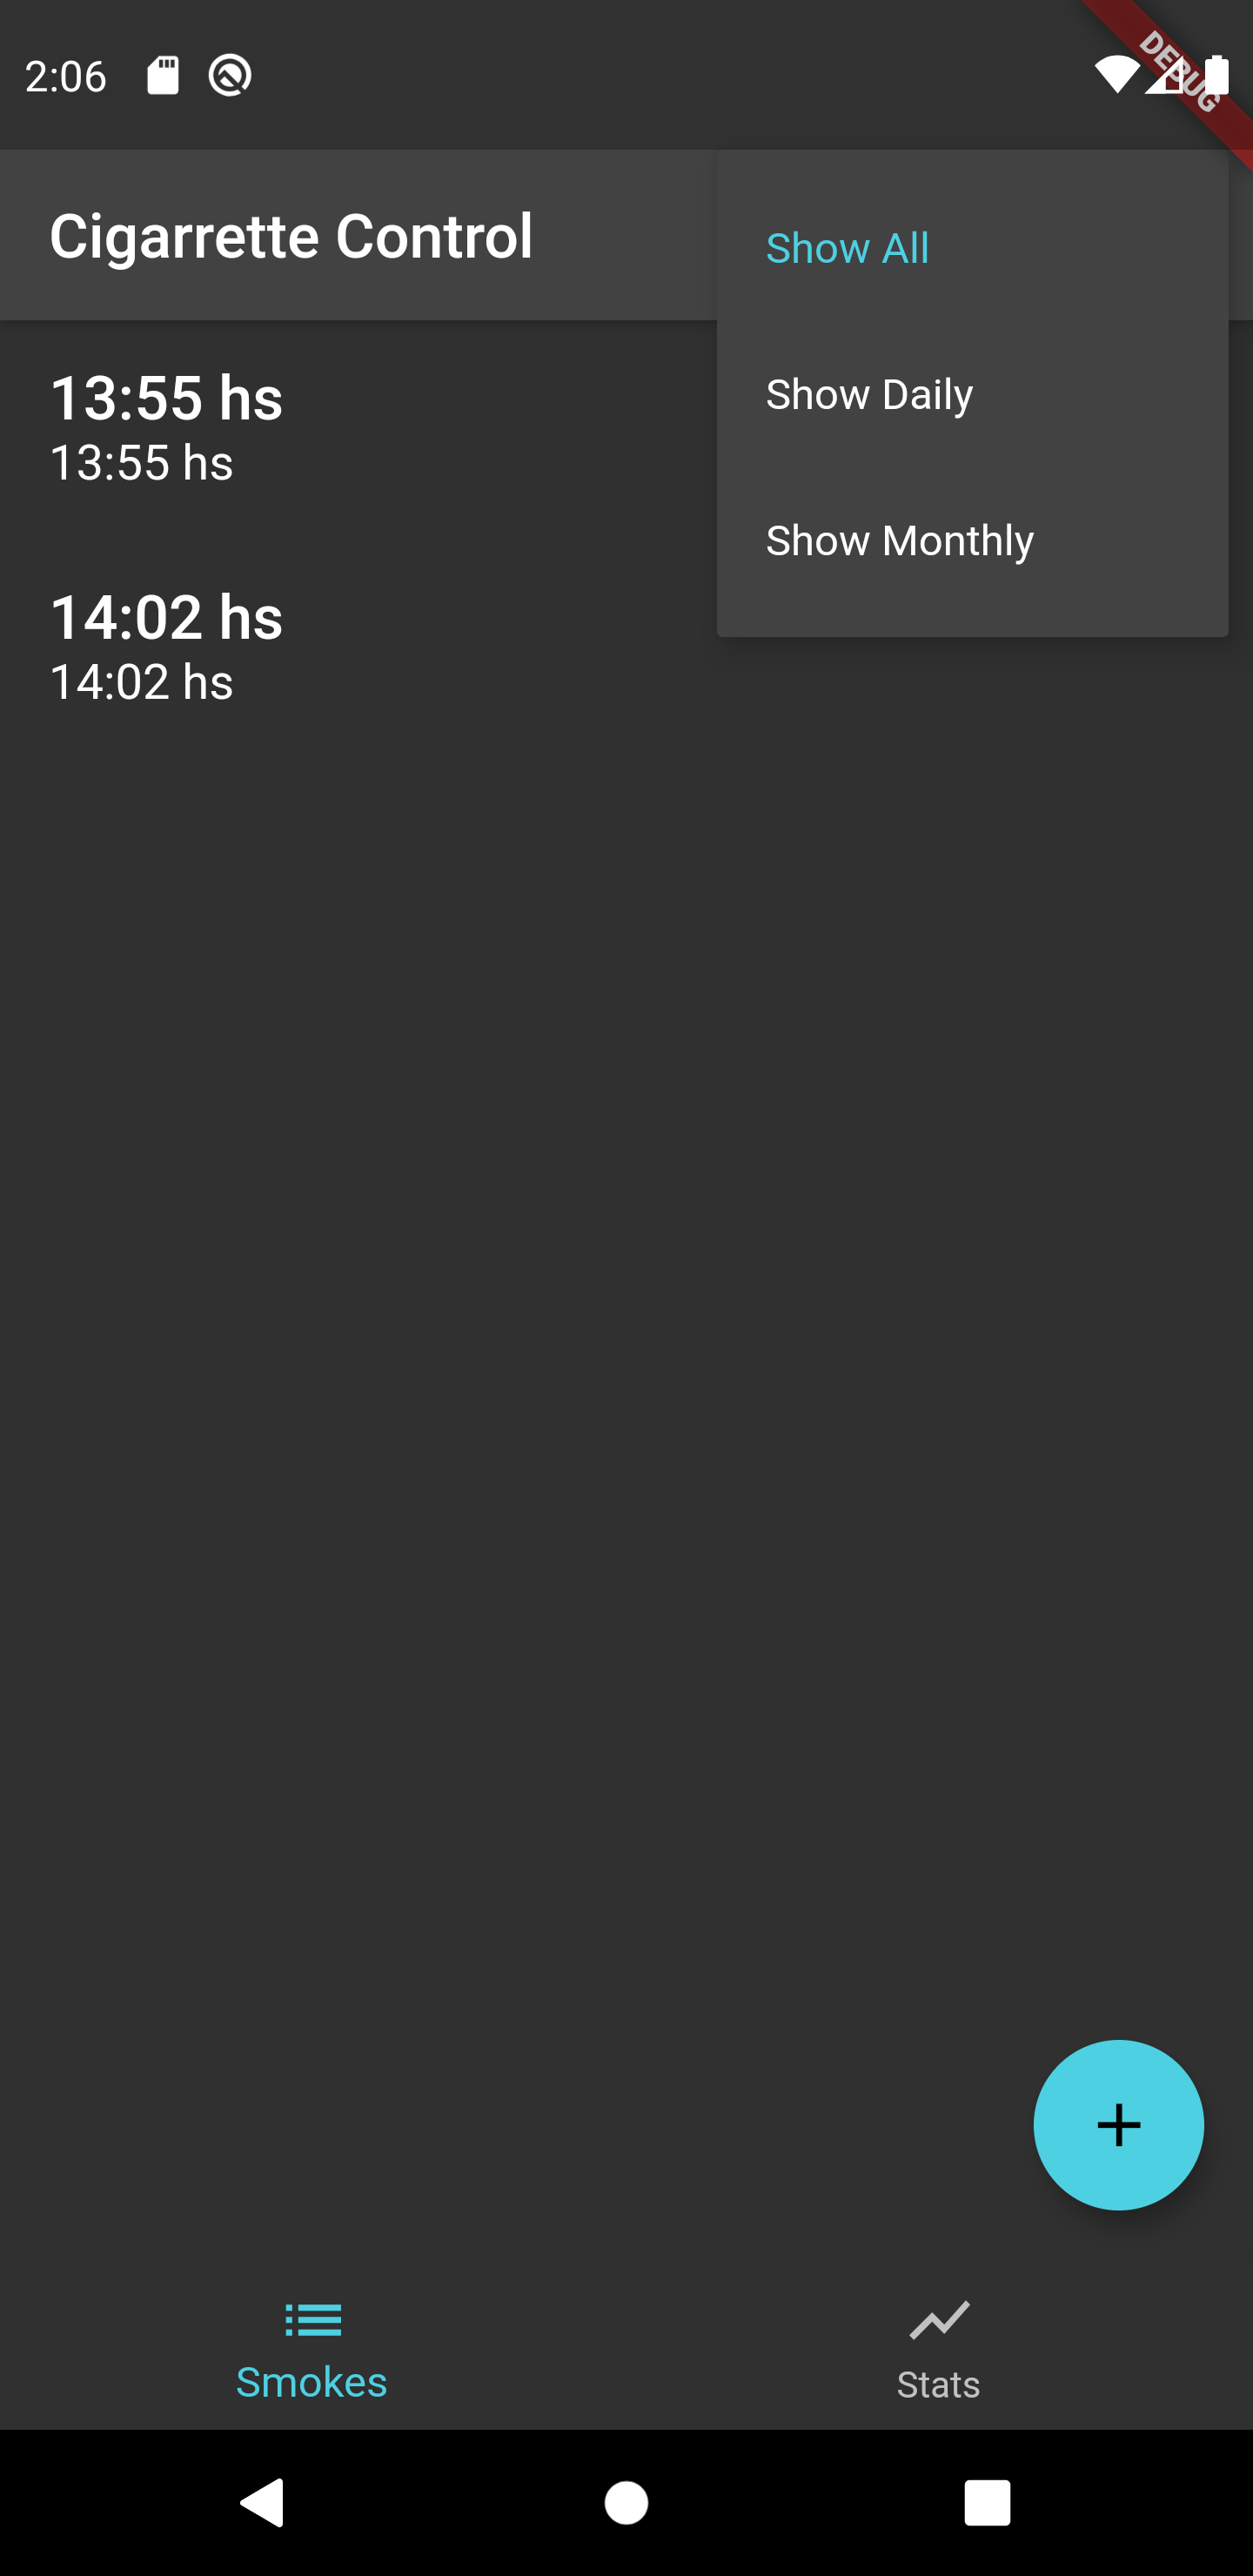 2:06
DEBUG
Cigarrette Control
Show All
Show Daily
Show Monthly
13:55 hs
13:55 hs
14:02 hs
14:02 hs
+
Smokes
Stats